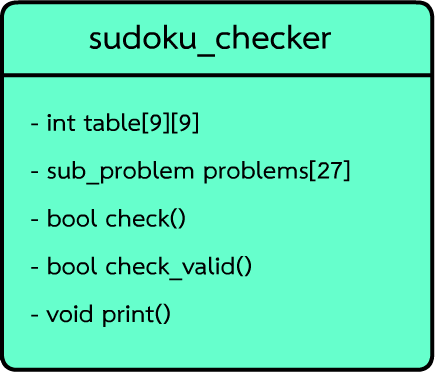 sudoku_checker
- int table[9][9]
- sub_problem problems[27]
- bool check()
- bool check_valid()
- void print()